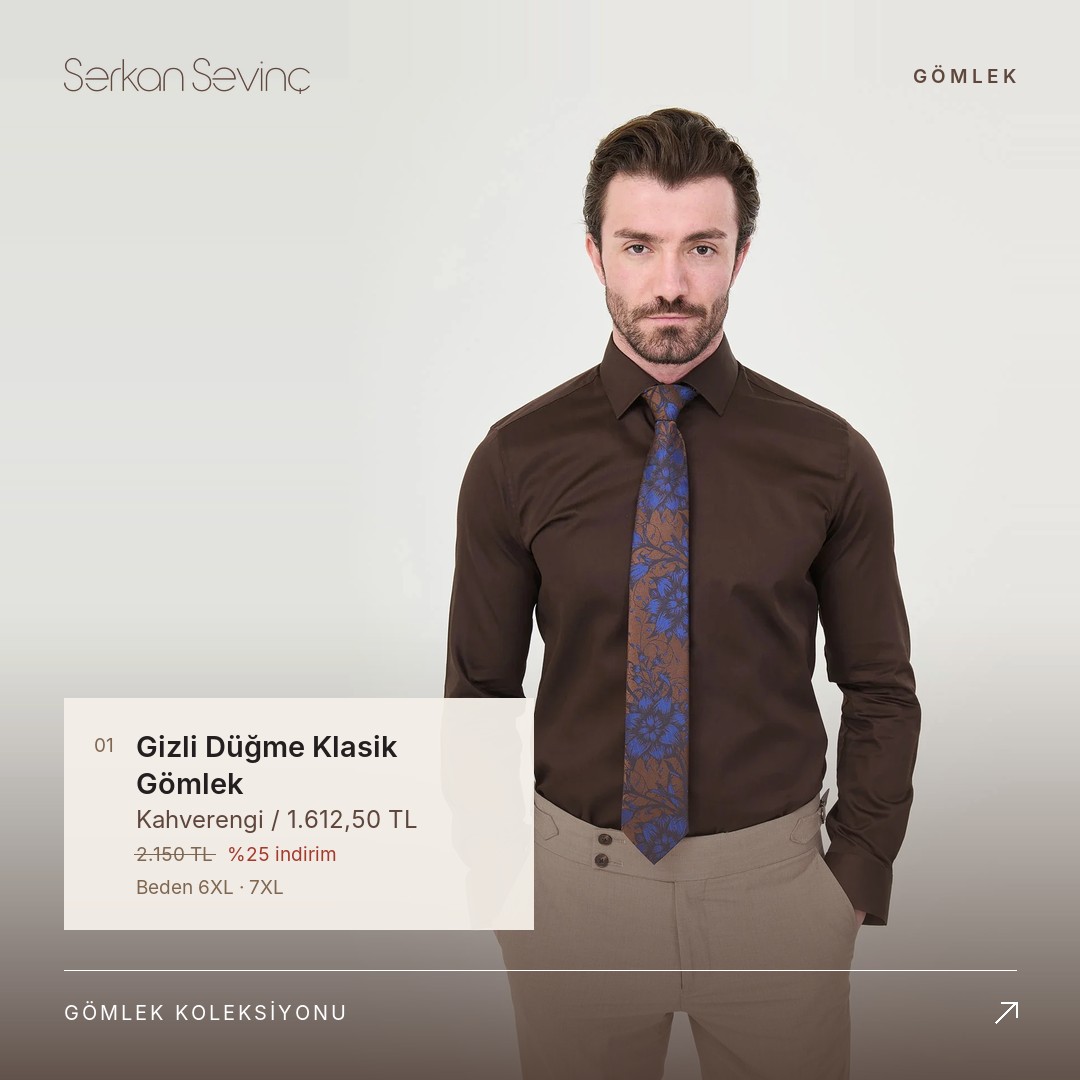 Serkan Sevinç
GÖMLEK
01
Gizli Düğme Klasik
Gömlek
Kahverengi / 1.612,50 TL
2.150 TL %25 indirim
Beden 6XL · 7XL
GÖMLEK KOLEKSİYONU